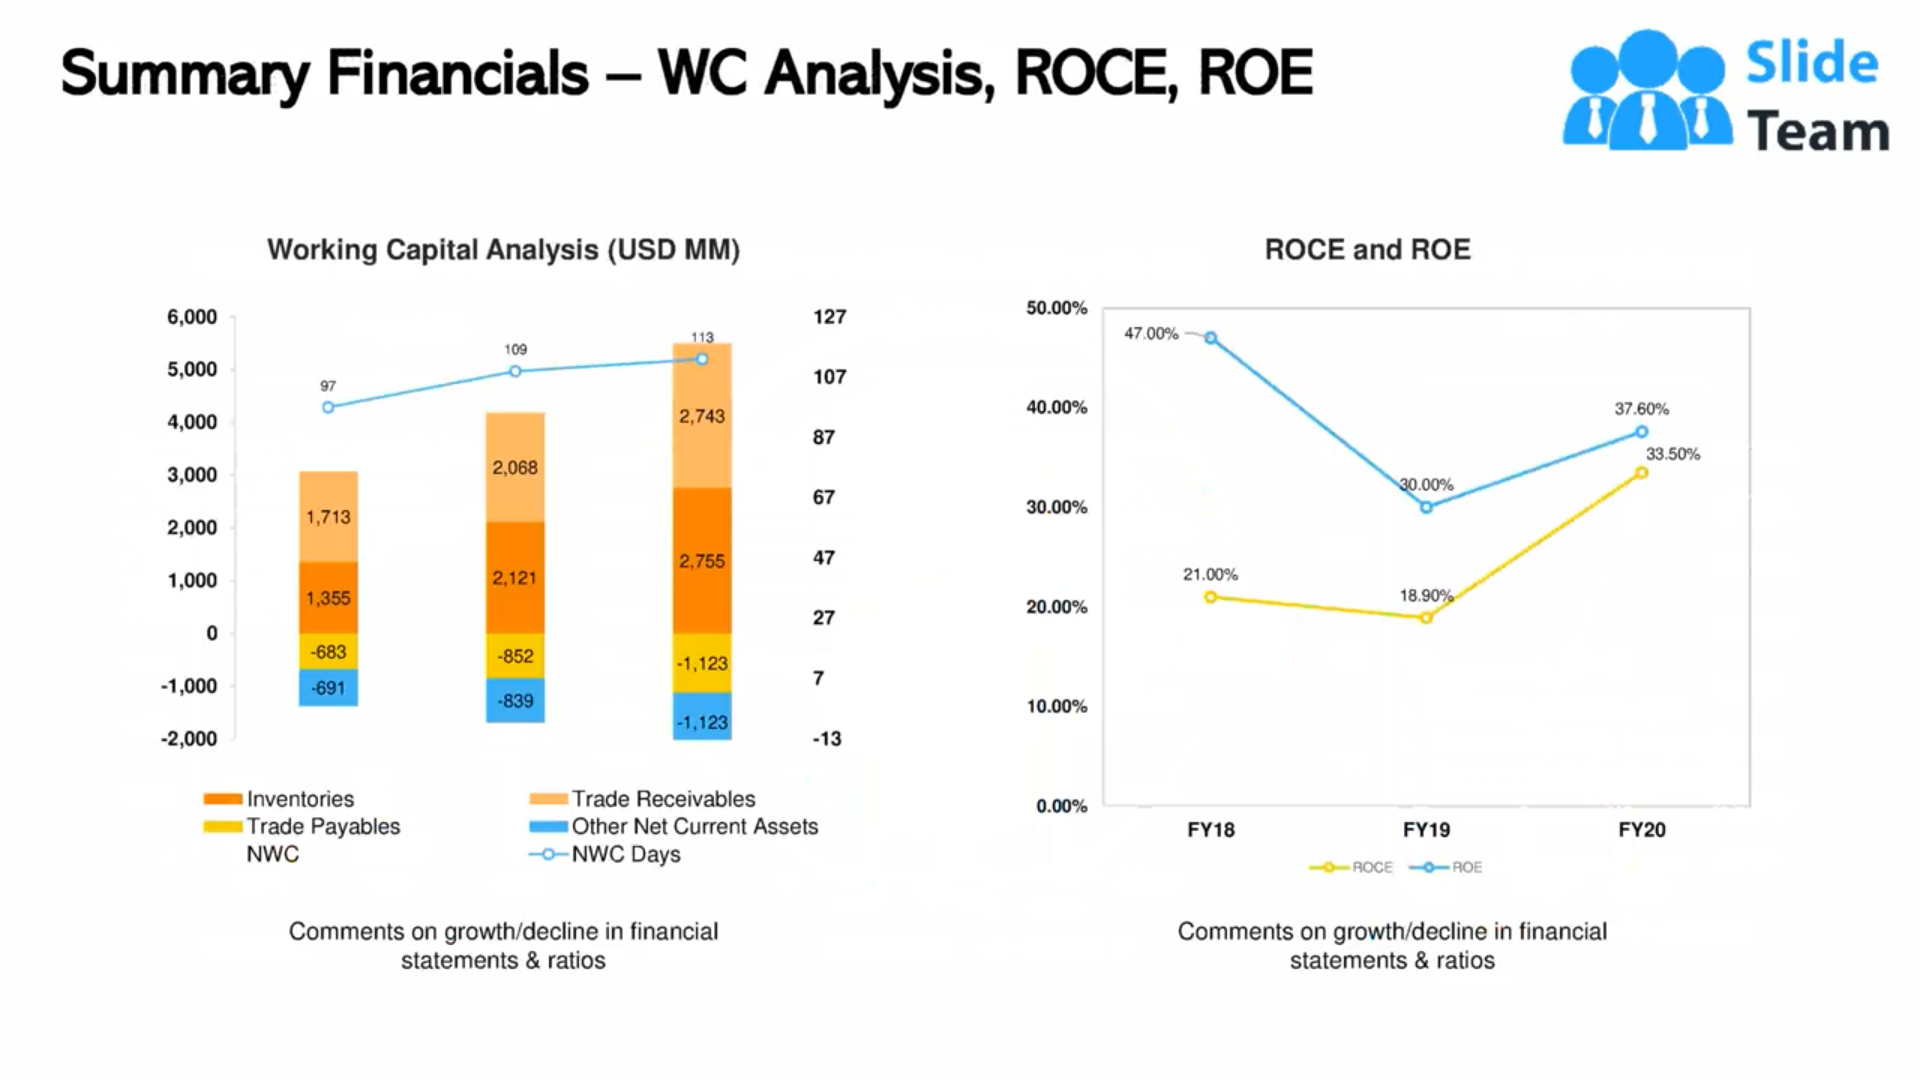 Summary Financials – WC Analysis, ROCE, ROE
Slide
Team
Working Capital Analysis (USD MM)
6,000
5,000
4,000
3,000
2,000
1,000
0
-1,000
-2,000
97
109
113
1,713
2,068
2,743
1,355
2,121
2,755
-683
-852
-1,123
-691
-839
-1,123
127
107
87
67
47
27
7
-13
Inventories
Trade Receivables
Trade Payables
Other Net Current Assets
NWC
NWC Days
Comments on growth/decline in financial
statements & ratios
ROCE and ROE
50.00%
40.00%
30.00%
20.00%
10.00%
0.00%
47.00%
30.00%
37.60%
33.50%
21.00%
18.90%
FY18
FY19
FY20
ROCE
ROE
Comments on growth/decline in financial
statements & ratios